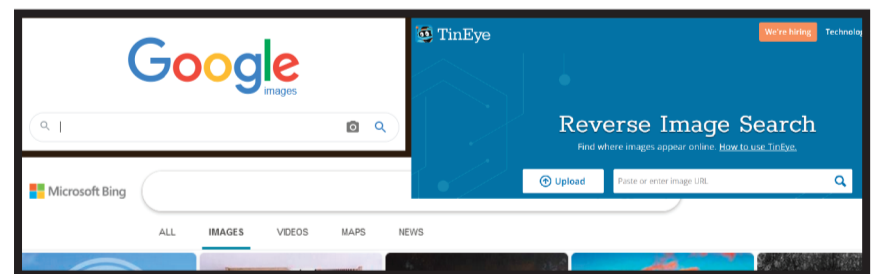 Google
images
TinEye
We're hiring
Technolo
Reverse Image Search
Find where images appear online. How to use TinEye.
Upload
Paste or enter image URL
Microsoft Bing
ALL IMAGES VIDEOS MAPS NEWS